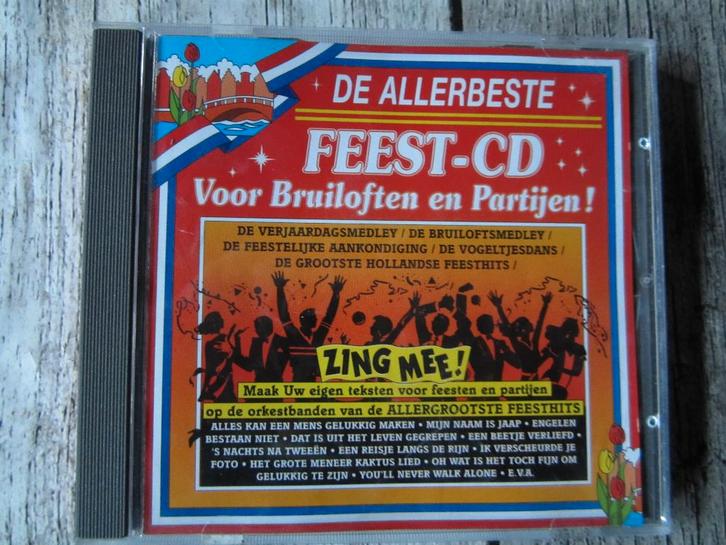 DE ALLERBESTE
FEEST-CD
Voor Bruiloften en Partijen!
DE VERJAARDAGSMEDLEY / DE BRUILOFTSMEDLEY /
DE FEESTELIJKE AANKONDIGING / DE VOGELTJESDANS /
DE GROOTSTE HOLLANDSE FEESTHITS /
ZING MEE!
Maak Uw eigen teksten voor feesten en partijen
op de orkestbanden van de ALLERGROOTSTE FEESTHITS
ALLES KAN EEN MENS GELUKKIG MAKEN • MIJN NAAM IS JAAP • ENGELEN
BESTAAN NIET • DAT IS UIT HET LEVEN GEGREPEN • EEN BEETJE VERLIEFD •
'S NACHTS NA TWEEËN • EEN REISJE LANGS DE RIJN • IK VERSCHEURDE JE
FOTO • HET GROTE MENEER KAKTUS LIED • OH WAT IS HET TOCH FIJN OM
GELUKKIG TE ZIJN • YOU'LL NEVER WALK ALONE • E.V.A.